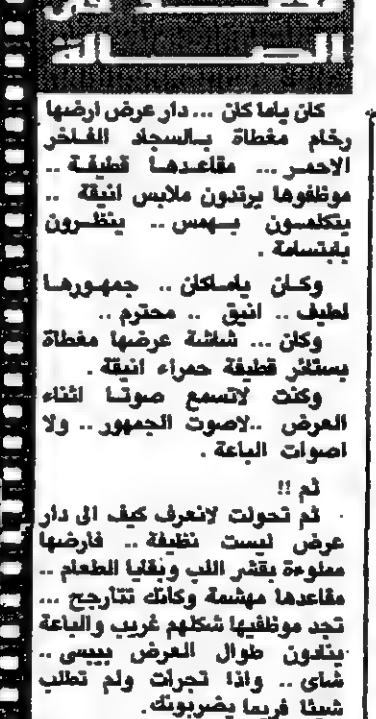 الصالة
كان ياما كان ... دار عرض ارضها
رخام مغطاة بالسجاد الفاخر
الاحمر ... مقاعدها قطيفة ..
موظفوها يرتدون ملابس انيقة ..
يتكلمون بهمس .. ينظرون
بابتسامة .
وكان ياماكان .. جمهورها
لطيف .. انيق .. محترم ..
وكان ... شاشة عرضها مغطاة
بستائر قطيفة حمراء انيقة .
وكنت لاتسمع صوتا اثناء
العرض ..لاصوت الجمهور .. ولا
اصوات الباعة .
ثم !!
ثم تحولت لانعرف كيف الى دار
عرض ليست نظيفة .. فارضها
مملوءة بقشر اللب وبقايا الطعام ..
مقاعدها مهشمة وكانك تتارجح ...
تجد موظفيها شكلهم غريب والباعة
ينادون طوال العرض بيبسى ..
شاى .. واذا تجرات ولم تطلب
شيئا فربما يضربونك .